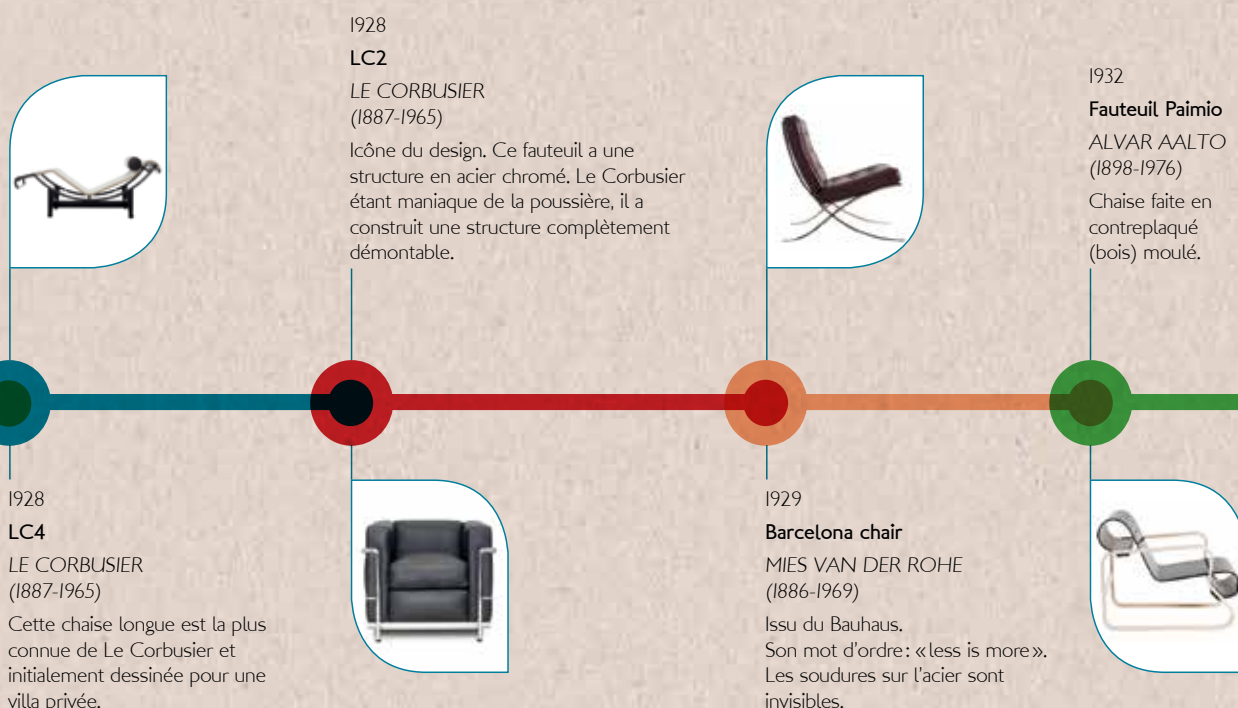 1928
LC4
LE CORBUSIER
(1887-1965)
Cette chaise longue est la plus
connue de Le Corbusier et
initialement dessinée pour une
villa privée.
1928
LC2
LE CORBUSIER
(1887-1965)
Icône du design. Ce fauteuil a une
structure en acier chromé. Le Corbusier
étant maniaque de la poussière, il a
construit une structure complètement
démontable.
1929
Barcelona chair
MIES VAN DER ROHE
(1886-1969)
Issu du Bauhaus.
Son mot d'ordre : « less is more ».
Les soudures sur l'acier sont
invisibles.
1932
Fauteuil Paimio
ALVAR AALTO
(1898-1976)
Chaise faite en
contreplaqué
(bois) moulé.